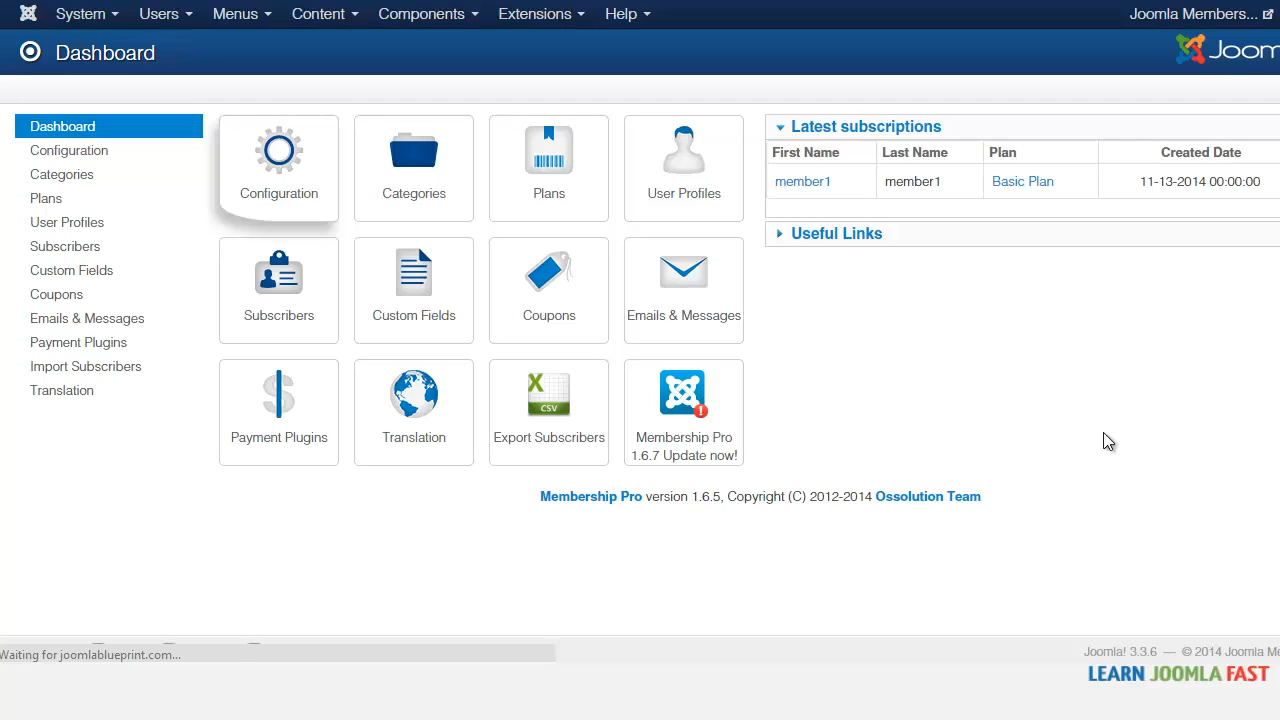 System Users Menus Content Components Extensions Help Joomla Members...
Dashboard
Joom
Dashboard
Configuration
Categories
Plans
User Profiles
Subscribers
Custom Fields
Coupons
Emails & Messages
Payment Plugins
Import Subscribers
Translation
Configuration
Categories
Plans
User Profiles
Subscribers
Custom Fields
Coupons
Emails & Messages
Payment Plugins
Translation
X CSV
Export Subscribers
!
Membership Pro
1.6.7 Update now!
Latest subscriptions
First Name Last Name Plan Created Date
member1 member1 Basic Plan 11-13-2014 00:00:00
Useful Links
Membership Pro version 1.6.5, Copyright (C) 2012-2014 Ossolution Team
Waiting for joomlablueprint.com...
Joomla! 3.3.6 — © 2014 Joomla Me
LEARN JOOMLA FAST